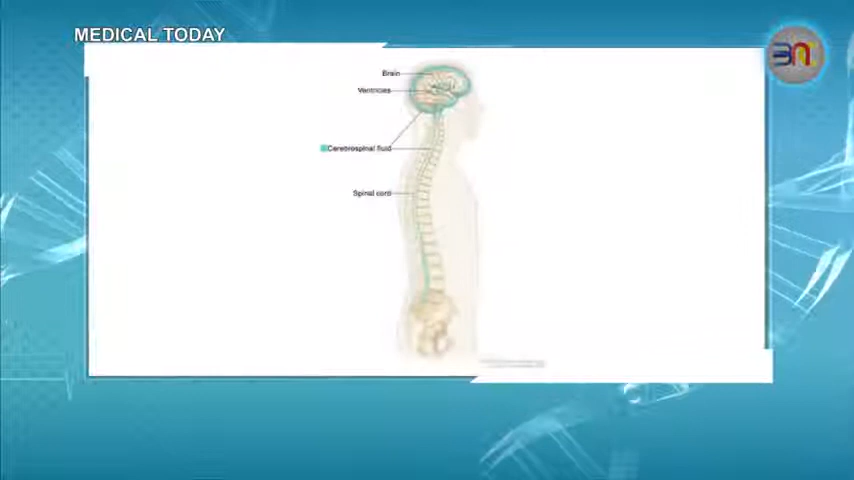 MEDICAL TODAY
Brain
Ventricles
Cerebrospinal fluid
Spinal cord